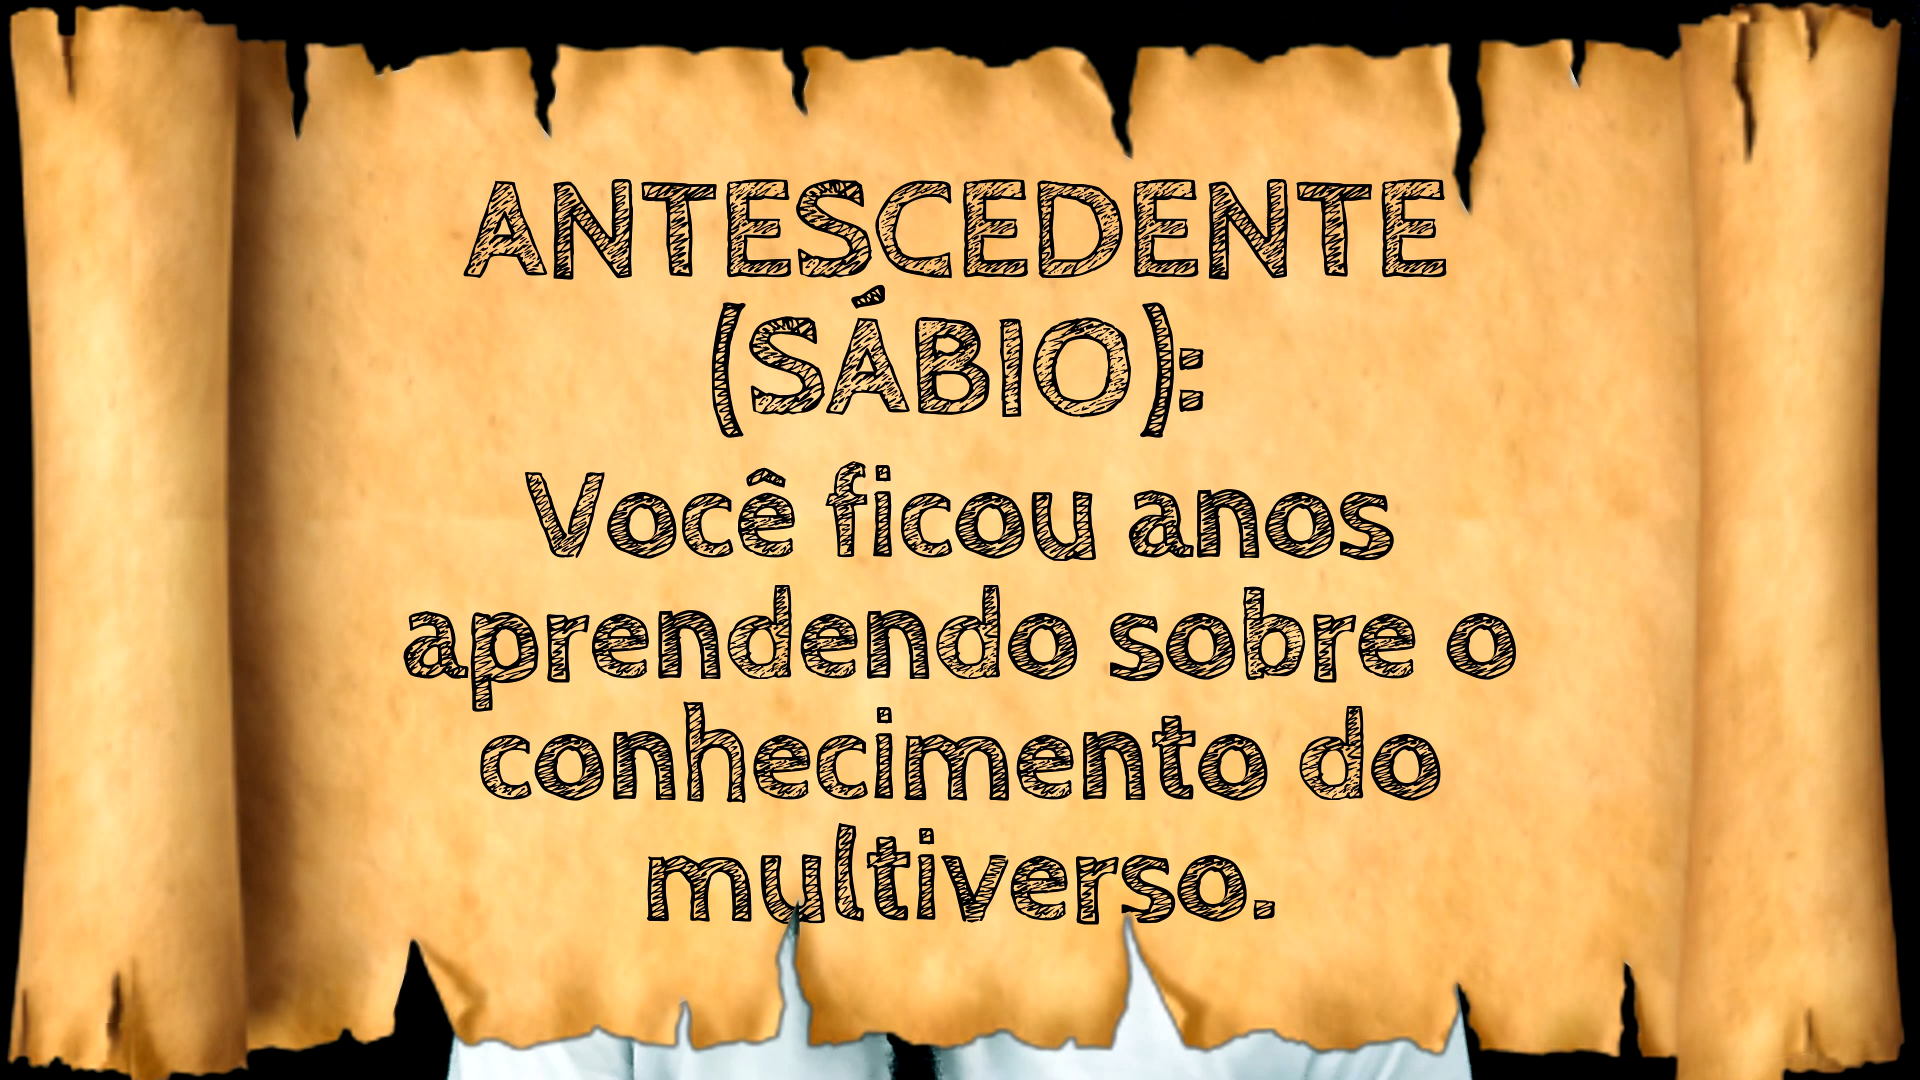 ANTESCEDENTE
(SÁBIO):
Você ficou anos
aprendendo sobre o
conhecimento do
multiverso.